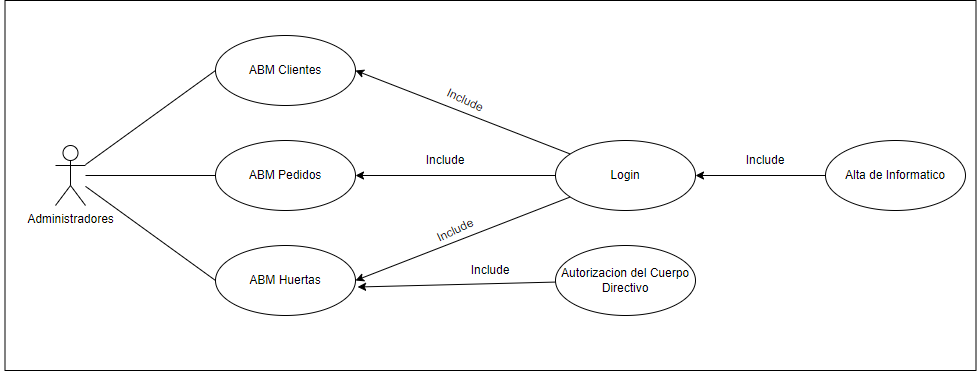 ABM Clientes
Include
ABM Pedidos
Include
Login
Include
Alta de Informatico
Administradores
Include
ABM Huertas
Include
Autorizacion del Cuerpo
Directivo